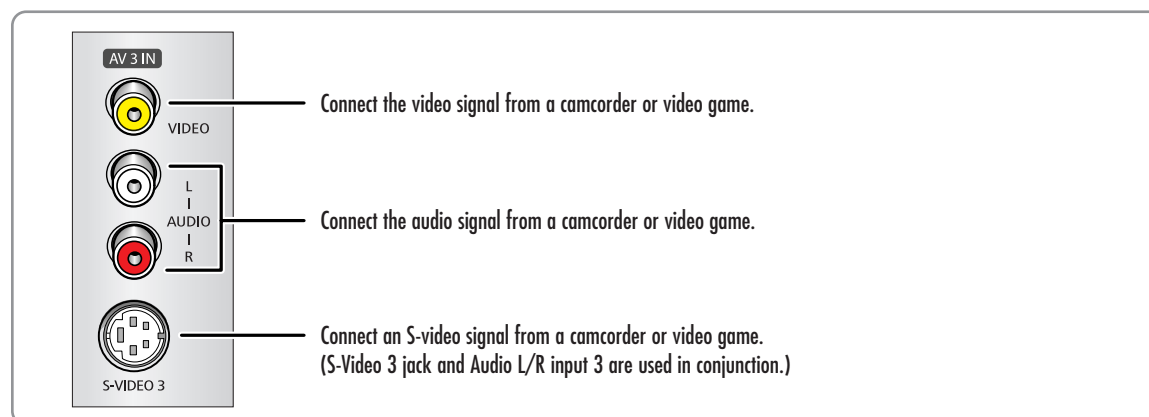 AV 3 IN
VIDEO
Connect the video signal from a camcorder or video game.
L
AUDIO
R
Connect the audio signal from a camcorder or video game.
Connect an S-video signal from a camcorder or video game.
(S-Video 3 jack and Audio L/R input 3 are used in conjunction.)
S-VIDEO 3